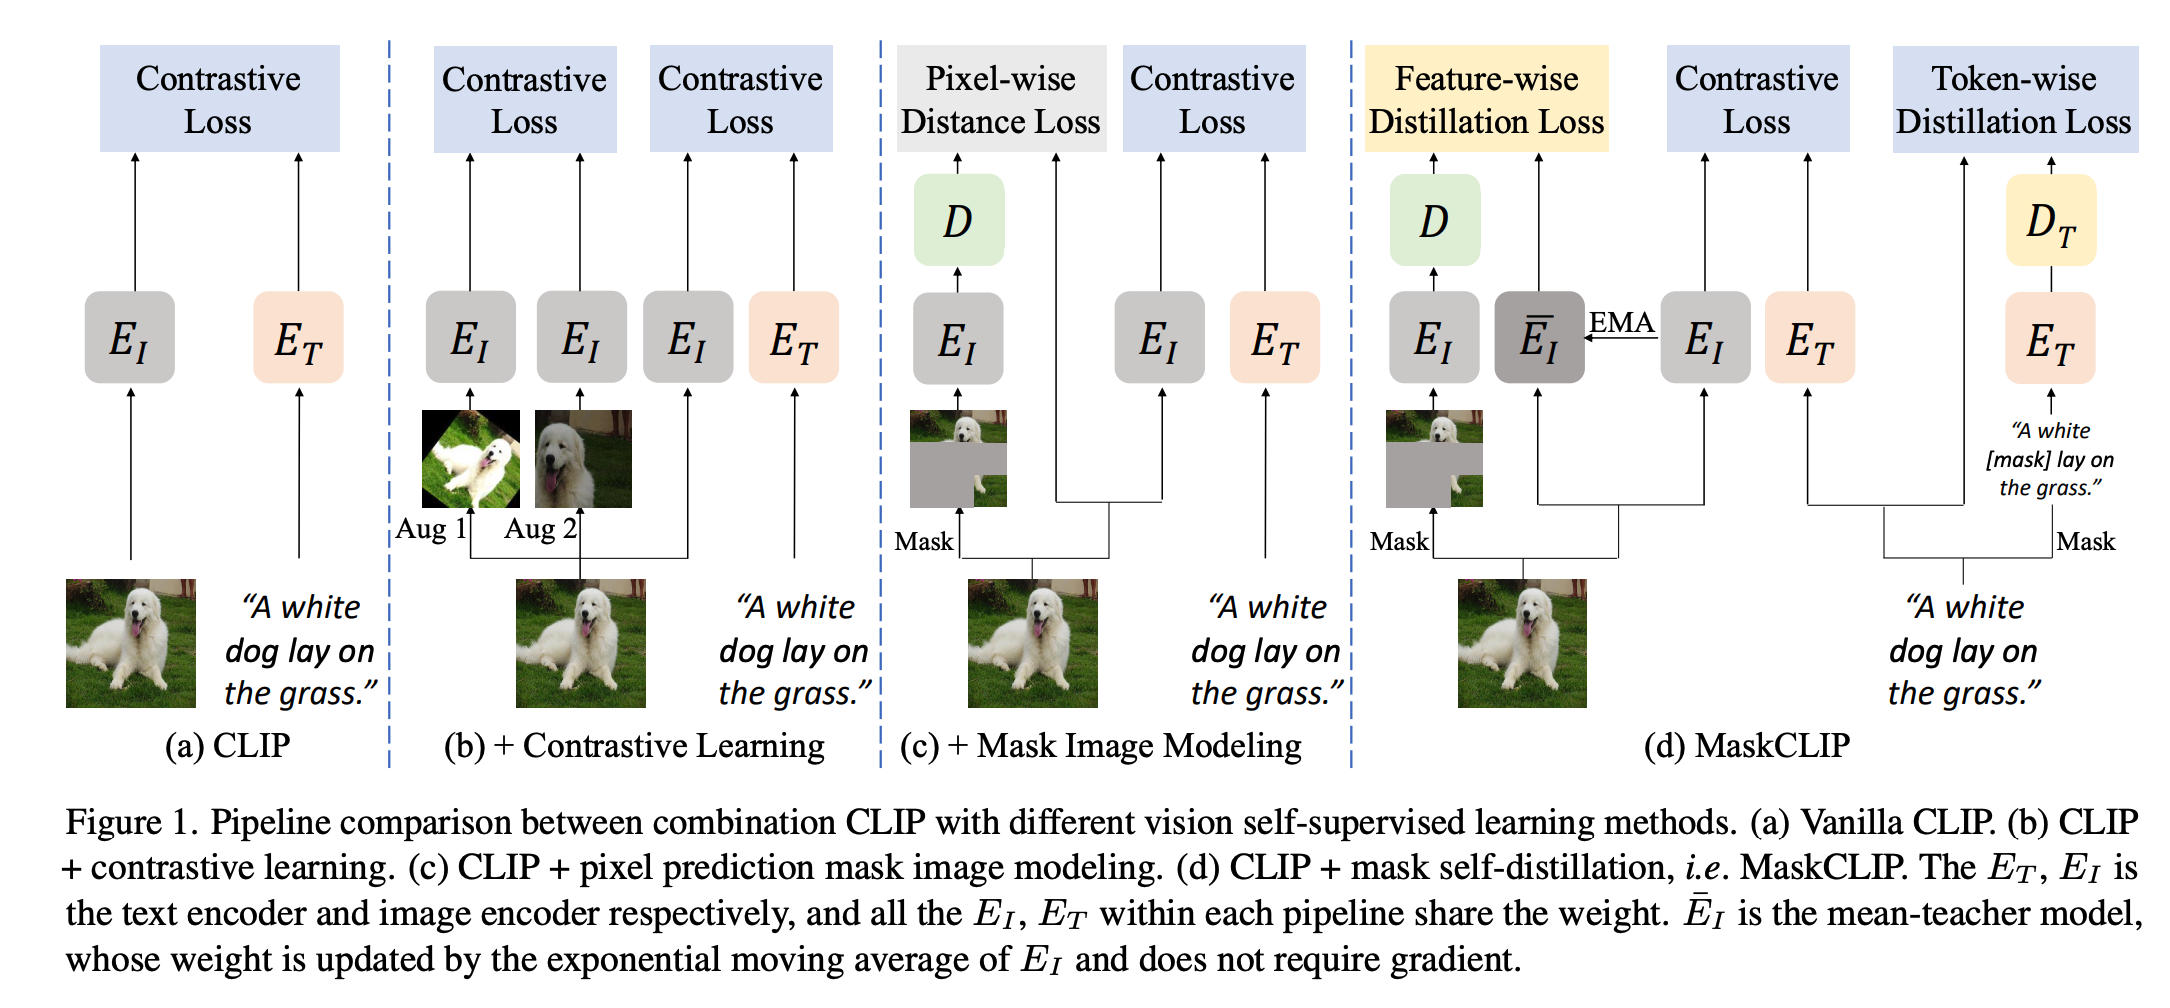 Contrastive
Loss
Contrastive
Loss
Contrastive
Loss
Pixel-wise
Distance Loss
Contrastive
Loss
Feature-wise
Distillation Loss
Contrastive
Loss
Token-wise
Distillation Loss
D
D
D_T
E_I
E_T
E_I
E_I
E_I
E_T
E_I
E_I
E_T
E_I
Ē_I
EMA
E_I
E_T
E_T
“A white
[mask] lay on
the grass.”
Aug 1
Aug 2
Mask
Mask
Mask
“A white
dog lay on
the grass.”
“A white
dog lay on
the grass.”
“A white
dog lay on
the grass.”
“A white
dog lay on
the grass.”
(a) CLIP
(b) + Contrastive Learning
(c) + Mask Image Modeling
(d) MaskCLIP
Figure 1. Pipeline comparison between combination CLIP with different vision self-supervised learning methods. (a) Vanilla CLIP. (b) CLIP
+ contrastive learning. (c) CLIP + pixel prediction mask image modeling. (d) CLIP + mask self-distillation, i.e. MaskCLIP. The E_T, E_I is
the text encoder and image encoder respectively, and all the E_I, E_T within each pipeline share the weight. Ē_I is the mean-teacher model,
whose weight is updated by the exponential moving average of E_I and does not require gradient.